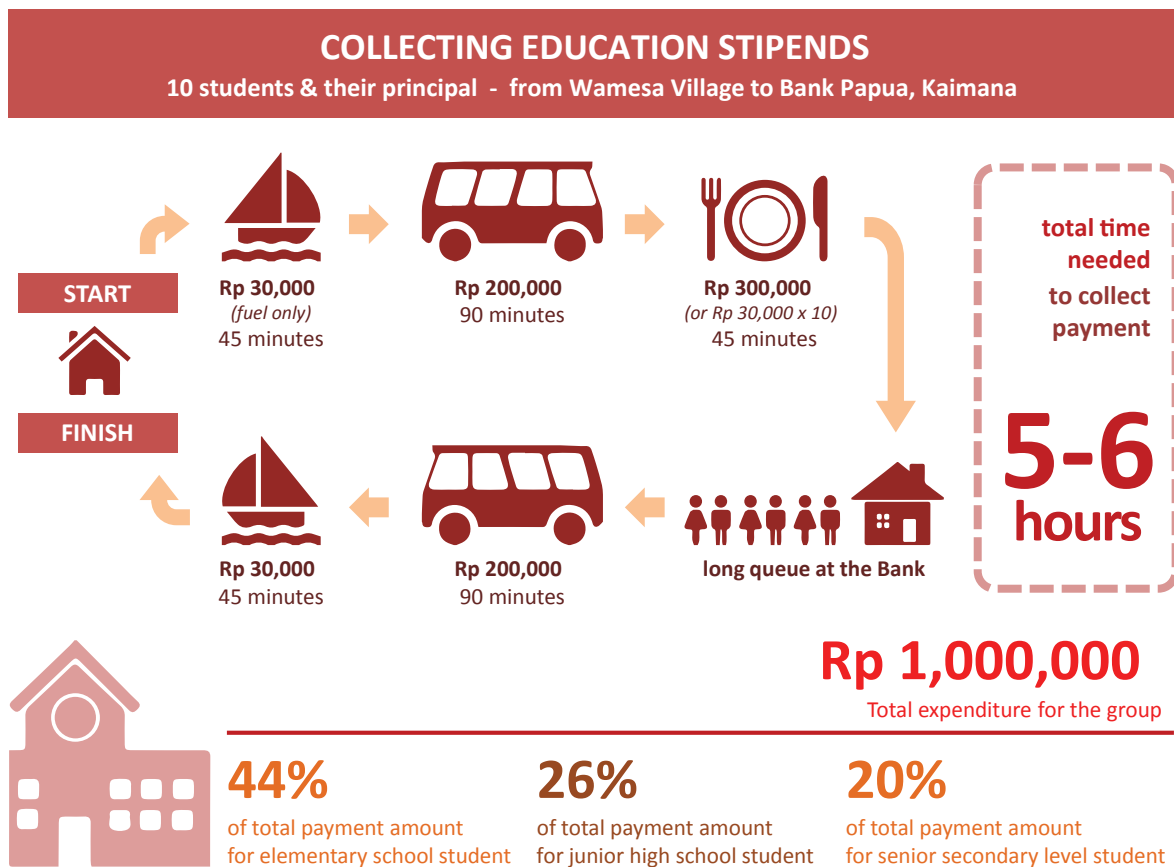 COLLECTING EDUCATION STIPENDS
10 students & their principal - from Wamesa Village to Bank Papua, Kaimana
START
Rp 30,000
(fuel only)
45 minutes
Rp 200,000
90 minutes
Rp 300,000
(or Rp 30,000 x 10)
45 minutes
long queue at the Bank
Rp 200,000
90 minutes
Rp 30,000
45 minutes
FINISH
total time
needed
to collect
payment
5-6
hours
Rp 1,000,000
Total expenditure for the group
44%
of total payment amount
for elementary school student
26%
of total payment amount
for junior high school student
20%
of total payment amount
for senior secondary level student